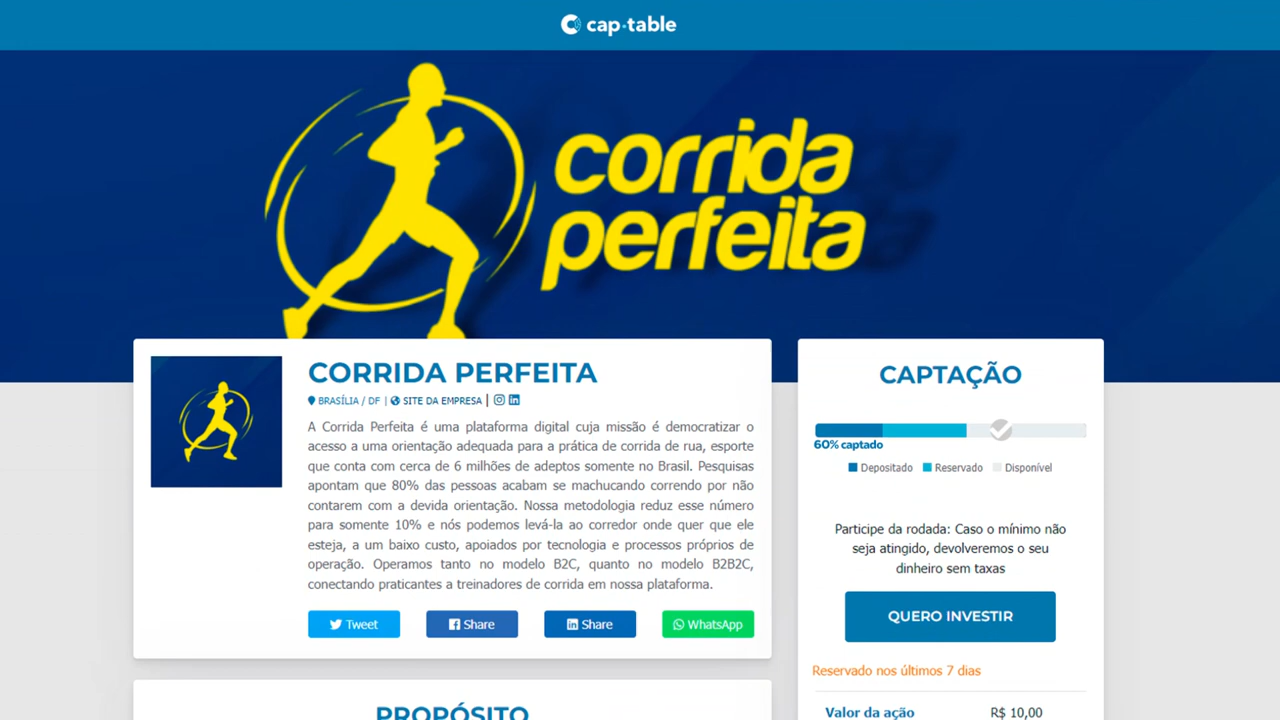 cap·table
corrida
perfeita
CORRIDA PERFEITA
BRASÍLIA / DF | SITE DA EMPRESA |
A Corrida Perfeita é uma plataforma digital cuja missão é democratizar o
acesso a uma orientação adequada para a prática de corrida de rua, esporte
que conta com cerca de 6 milhões de adeptos somente no Brasil. Pesquisas
apontam que 80% das pessoas acabam se machucando correndo por não
contarem com a devida orientação. Nossa metodologia reduz esse número
para somente 10% e nós podemos levá-la ao corredor onde quer que ele
esteja, a um baixo custo, apoiados por tecnologia e processos próprios de
operação. Operamos tanto no modelo B2C, quanto no modelo B2B2C,
conectando praticantes a treinadores de corrida em nossa plataforma.
Tweet
Share
Share
WhatsApp
PROPÓSITO
CAPTAÇÃO
60% captado
Depositado Reservado Disponível
Participe da rodada: Caso o mínimo não
seja atingido, devolveremos o seu
dinheiro sem taxas
QUERO INVESTIR
Reservado nos últimos 7 dias
Valor da ação R$ 10,00